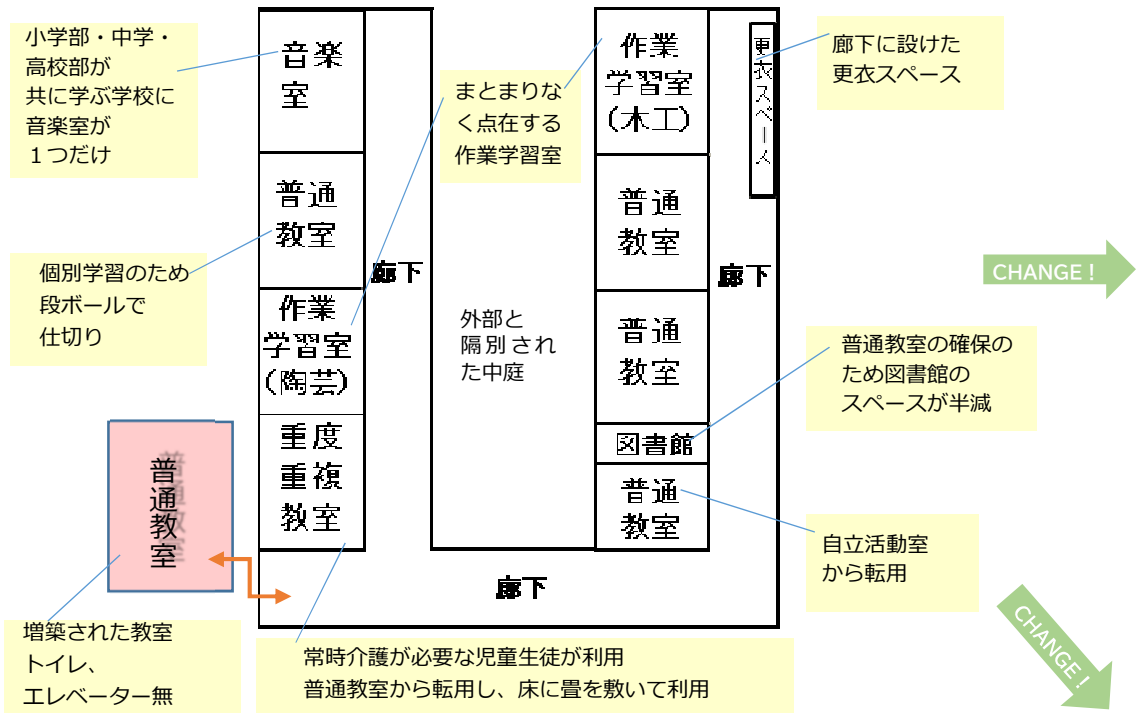 小学部・中学・
高校部が
共に学ぶ学校に
音楽室が
１つだけ
音楽
室
まとまりな
く点在する
作業学習室
作業
学習室
(木工)
更衣スペース
廊下に設けた
更衣スペース
普通
教室
個別学習のため
段ボールで
仕切り
廊下
普通
教室
廊下
CHANGE！
作業
学習室
(陶芸)
外部と
隔別され
た中庭
普通
教室
普通教室の確保の
ため図書館の
スペースが半減
重度
重複
教室
図書館
普通
教室
普通教室
自立活動室
から転用
廊下
増築された教室
トイレ、
エレベーター無
常時介護が必要な児童生徒が利用
普通教室から転用し、床に畳を敷いて利用
CHANGE！